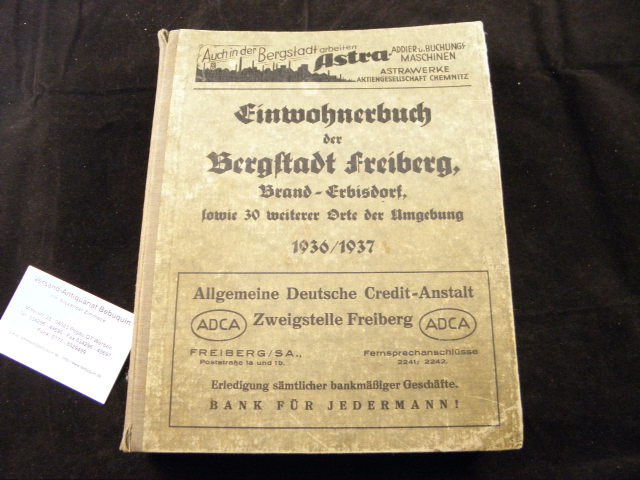 Auch in der Bergstadt arbeiten
Astra-ADDIER u. BUCHUNGS
MASCHINEN
ASTRAWERKE
AKTIENGESELLSCHAFT CHEMNITZ
Einwohnerbuch
der
Bergstadt Freiberg,
Brand-Erbisdorf,
sowie 30 weiterer Orte der Umgebung
1936/1937
Allgemeine Deutsche Credit-Anstalt
ADCA Zweigstelle Freiberg ADCA
FREIBERG/SA., Fernsprechanschlüsse
Poststraße 1a und 1b. 2241, 2242.
Erledigung sämtlicher bankmäßiger Geschäfte.
BANK FÜR JEDERMANN!
Versand-Antiquariat Bebuquin